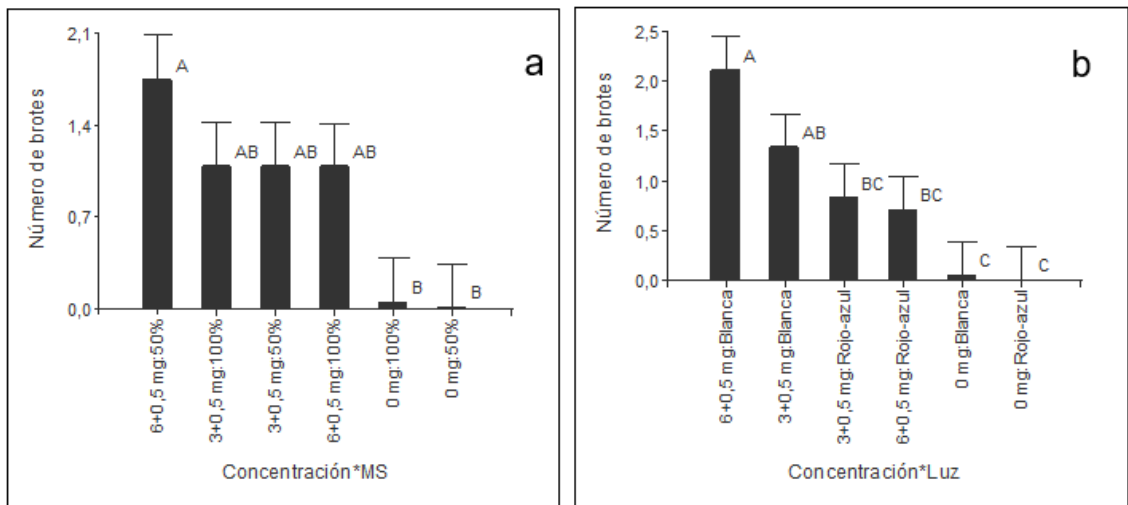 a
Número de brotes
2,1
1,4
0,7
0,0
A
AB
AB
AB
B
B
6+0,5 mg:50%
3+0,5 mg:100%
3+0,5 mg:50%
6+0,5 mg:100%
0 mg:100%
0 mg:50%
Concentración*MS
b
Número de brotes
2,5
2,0
1,5
1,0
0,5
0,0
A
AB
BC
BC
C
C
6+0,5 mg:Blanca
3+0,5 mg:Blanca
3+0,5 mg:Rojo-azul
6+0,5 mg:Rojo-azul
0 mg:Blanca
0 mg:Rojo-azul
Concentración*Luz